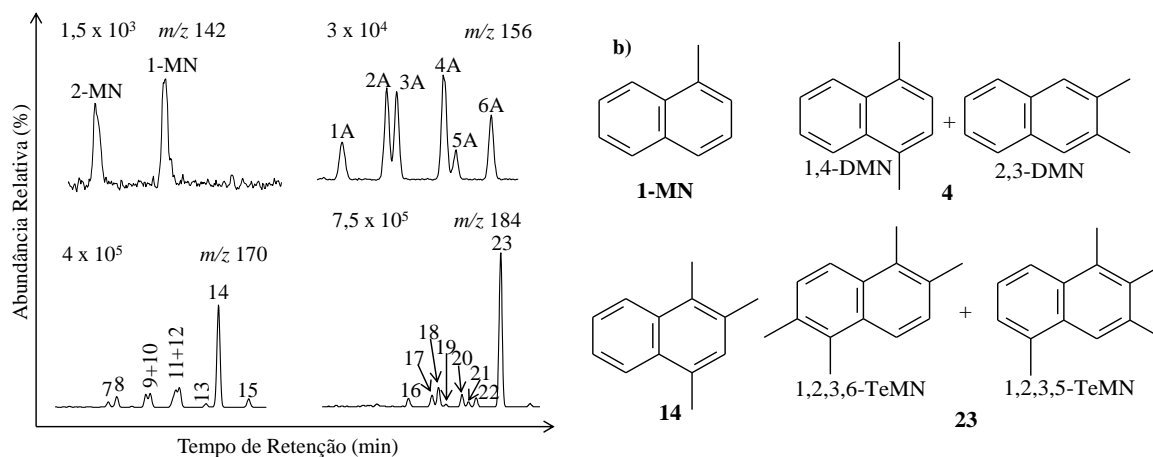 Abundância Relativa (%)
1,5 x 10³ m/z 142
2-MN
1-MN
3 x 10⁴ m/z 156
1A
2A
3A
4A
5A
6A
4 x 10⁵ m/z 170
7
8
9+10
11+12
13
14
15
7,5 x 10⁵ m/z 184
16
17
18
19
20
21
22
23
Tempo de Retenção (min)
b)
1-MN
1,4-DMN + 2,3-DMN
4
14
1,2,3,6-TeMN + 1,2,3,5-TeMN
23